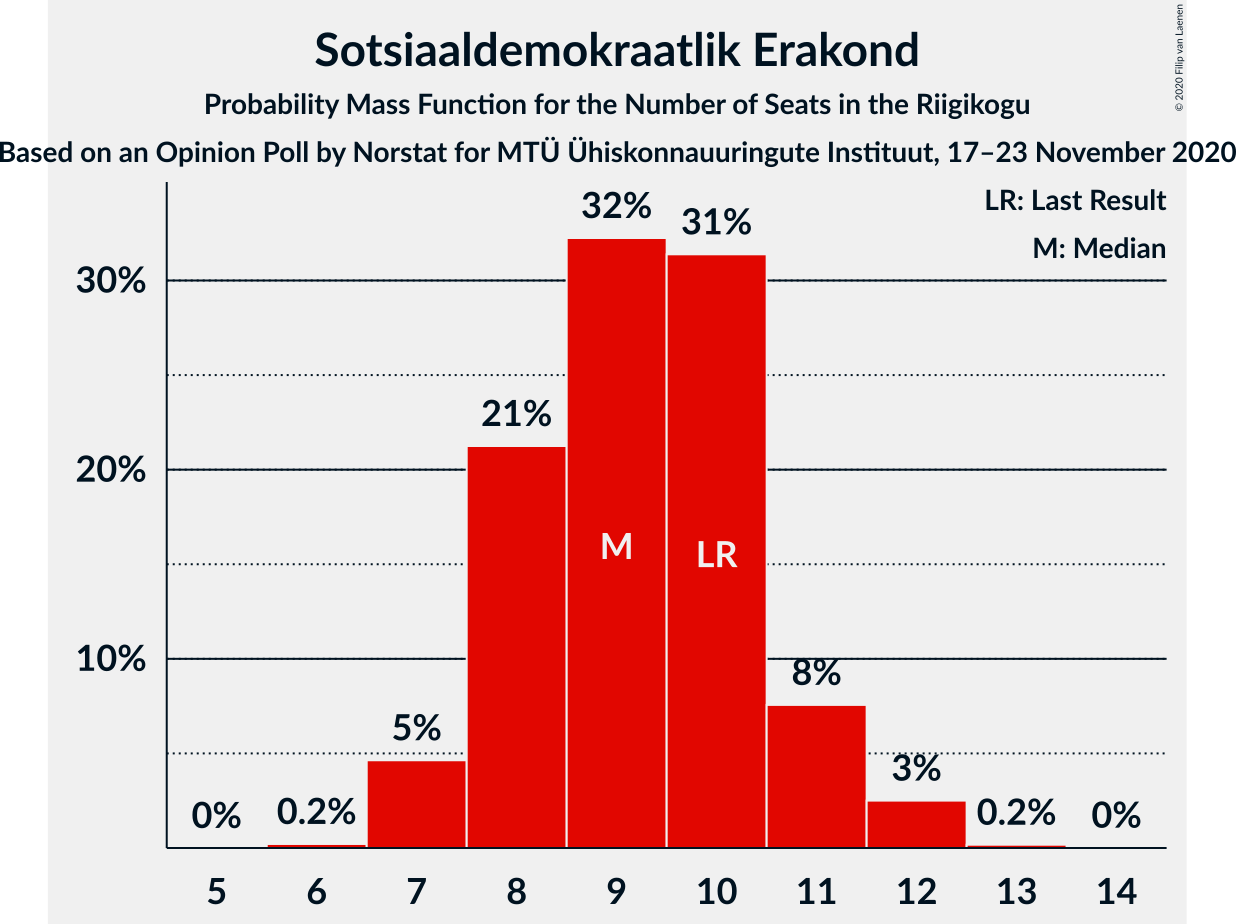 Sotsiaaldemokraatlik Erakond
Probability Mass Function for the Number of Seats in the Riigikogu
Based on an Opinion Poll by Norstat for MTÜ Ühiskonnauuringute Instituut, 17–23 November 2020
© 2020 Filip van Laenen
LR: Last Result
M: Median
30%
20%
10%
0%
0.2%
5%
21%
32%
31%
8%
3%
0.2%
0%
M
LR
5 6 7 8 9 10 11 12 13 14